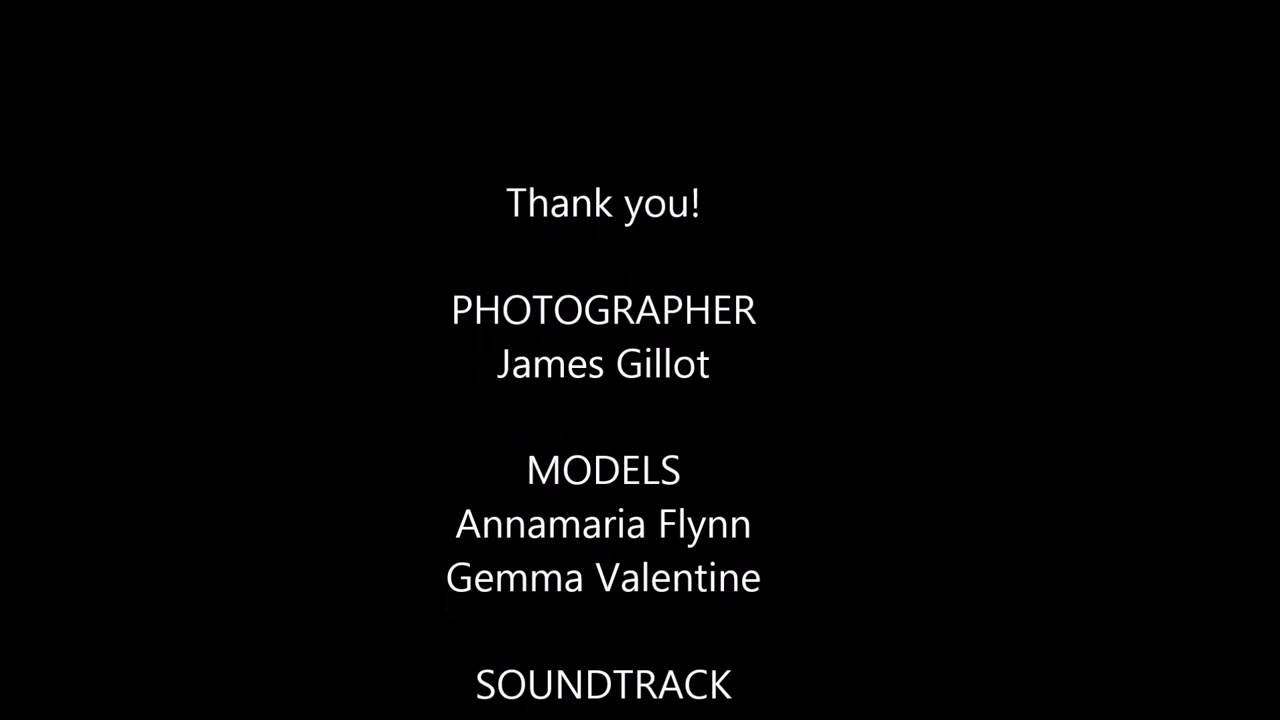 Thank you!
PHOTOGRAPHER
James Gillot
MODELS
Annamaria Flynn
Gemma Valentine
SOUNDTRACK